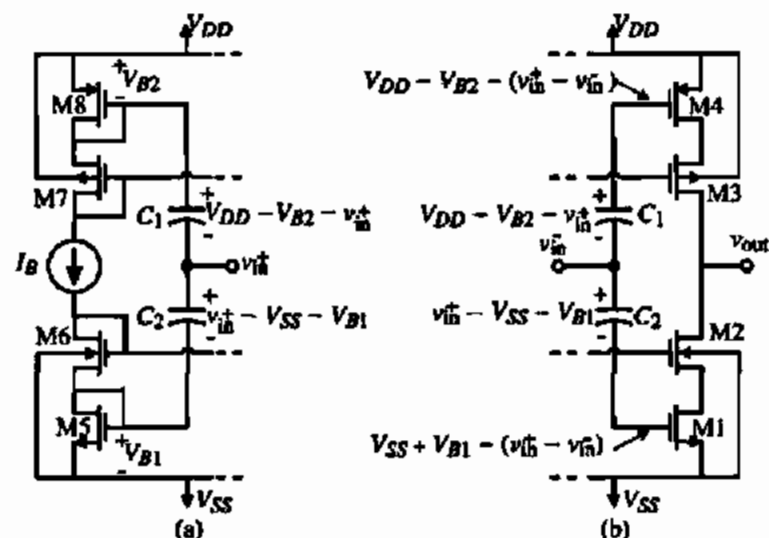 V_DD
+
V_B2
-
M8
M7
C_1
+
V_DD − V_B2 − v_in^+
-
I_B
v_in^+
M6
C_2
+
v_in^+ − V_SS − V_B1
-
M5
+
V_B1
-
V_SS
(a)
V_DD
V_DD − V_B2 − (v_in^+ − v_in^-)
M4
M3
+
V_DD − V_B2 − v_in^+
C_1
-
v_in^-
v_out
+
v_in^+ − V_SS − V_B1
C_2
-
M2
V_SS + V_B1 − (v_in^+ − v_in^-)
M1
V_SS
(b)